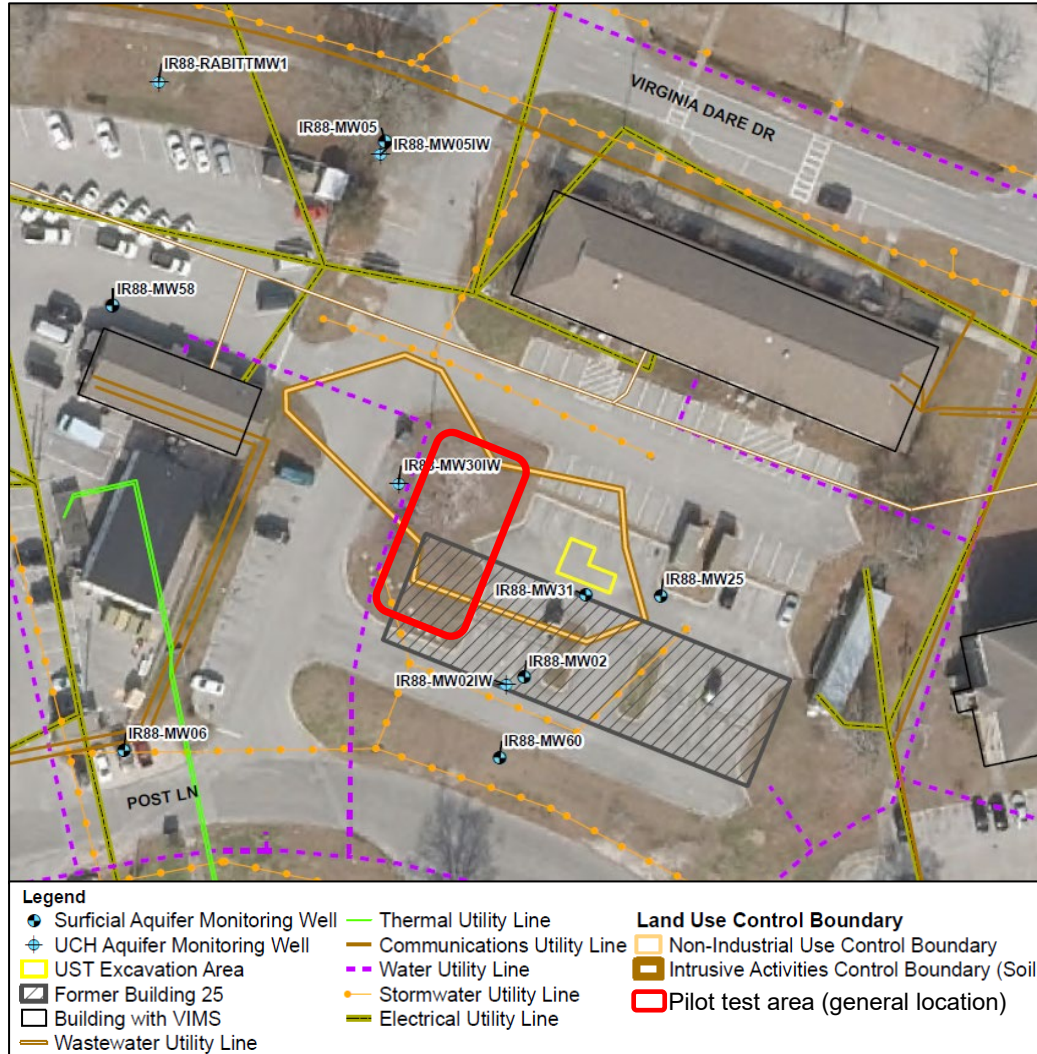 IR88-RABITTMW1
VIRGINIA DARE DR
IR88-MW05
IR88-MW05IW
IR88-MW58
IR88-MW30IW
IR88-MW31
IR88-MW25
IR88-MW02
IR88-MW02IW
IR88-MW06
IR88-MW60
POST LN
Legend
Surficial Aquifer Monitoring Well
UCH Aquifer Monitoring Well
UST Excavation Area
Former Building 25
Building with VIMS
Wastewater Utility Line
Thermal Utility Line
Communications Utility Line
Water Utility Line
Stormwater Utility Line
Electrical Utility Line
Land Use Control Boundary
Non-Industrial Use Control Boundary
Intrusive Activities Control Boundary (Soil
Pilot test area (general location)